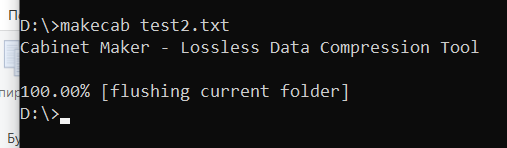 D:\>makecab test2.txt
Cabinet Maker - Lossless Data Compression Tool
100.00% [flushing current folder]
D:\>